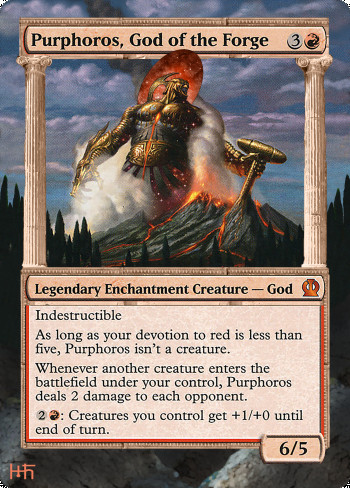 Purphoros, God of the Forge 3
Legendary Enchantment Creature — God
Indestructible
As long as your devotion to red is less than
five, Purphoros isn't a creature.
Whenever another creature enters the
battlefield under your control, Purphoros
deals 2 damage to each opponent.
2: Creatures you control get +1/+0 until
end of turn.
6/5